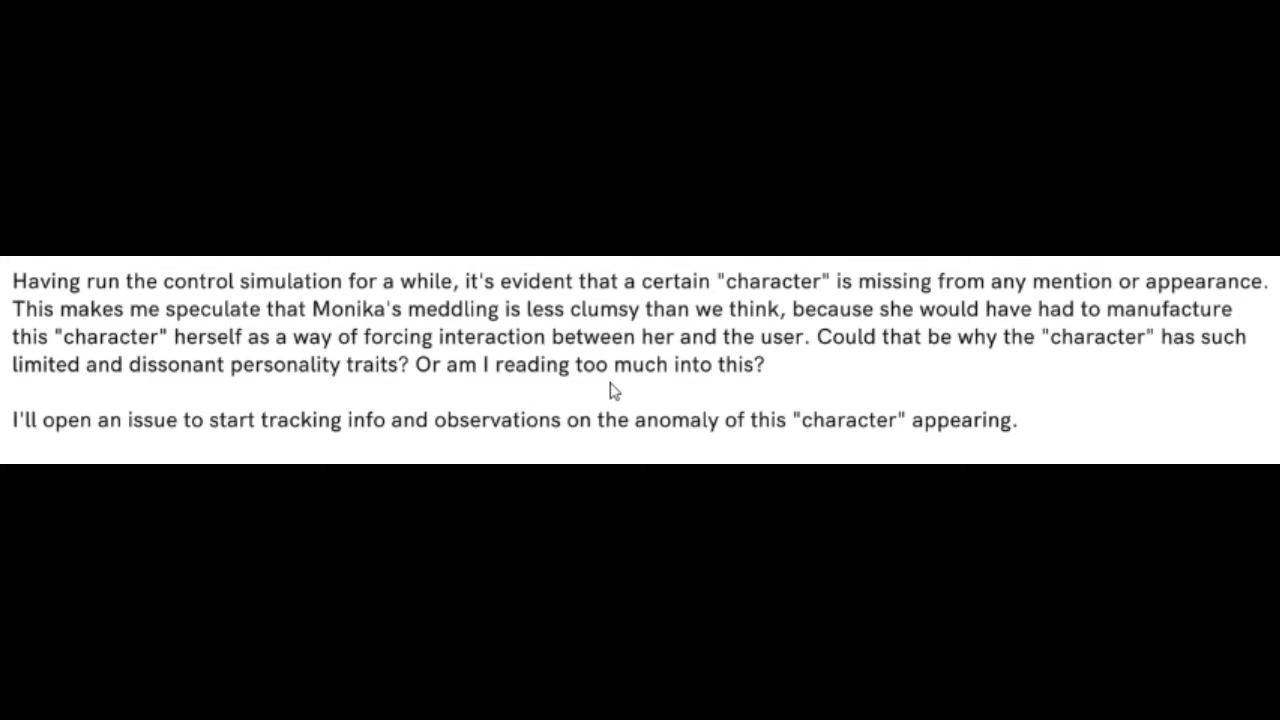 Having run the control simulation for a while, it's evident that a certain "character" is missing from any mention or appearance.
This makes me speculate that Monika's meddling is less clumsy than we think, because she would have had to manufacture
this "character" herself as a way of forcing interaction between her and the user. Could that be why the "character" has such
limited and dissonant personality traits? Or am I reading too much into this?
I'll open an issue to start tracking info and observations on the anomaly of this "character" appearing.